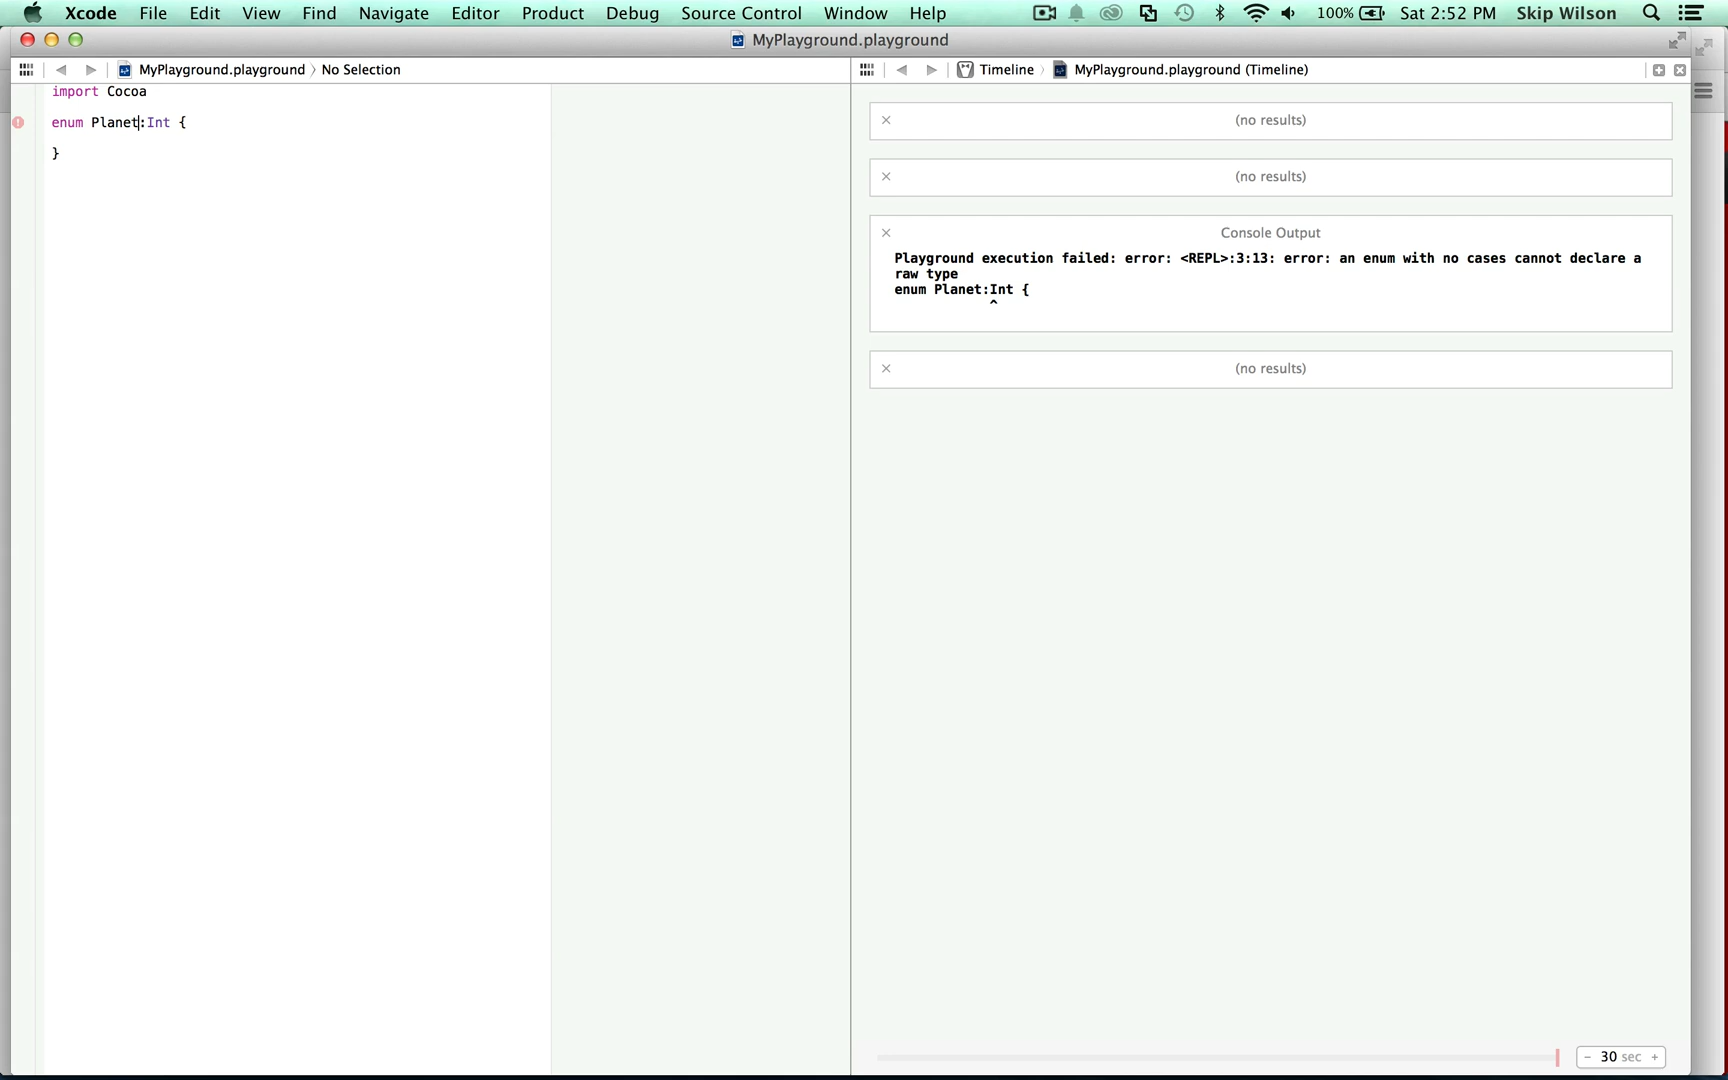 Xcode File Edit View Find Navigate Editor Product Debug Source Control Window Help 100% Sat 2:52 PM Skip Wilson
MyPlayground.playground
MyPlayground.playground No Selection
Timeline MyPlayground.playground (Timeline)
import Cocoa
enum Planet:Int {
}
(no results)
(no results)
Console Output
Playground execution failed: error: <REPL>:3:13: error: an enum with no cases cannot declare a
raw type
enum Planet:Int {
^
(no results)
- 30 sec +